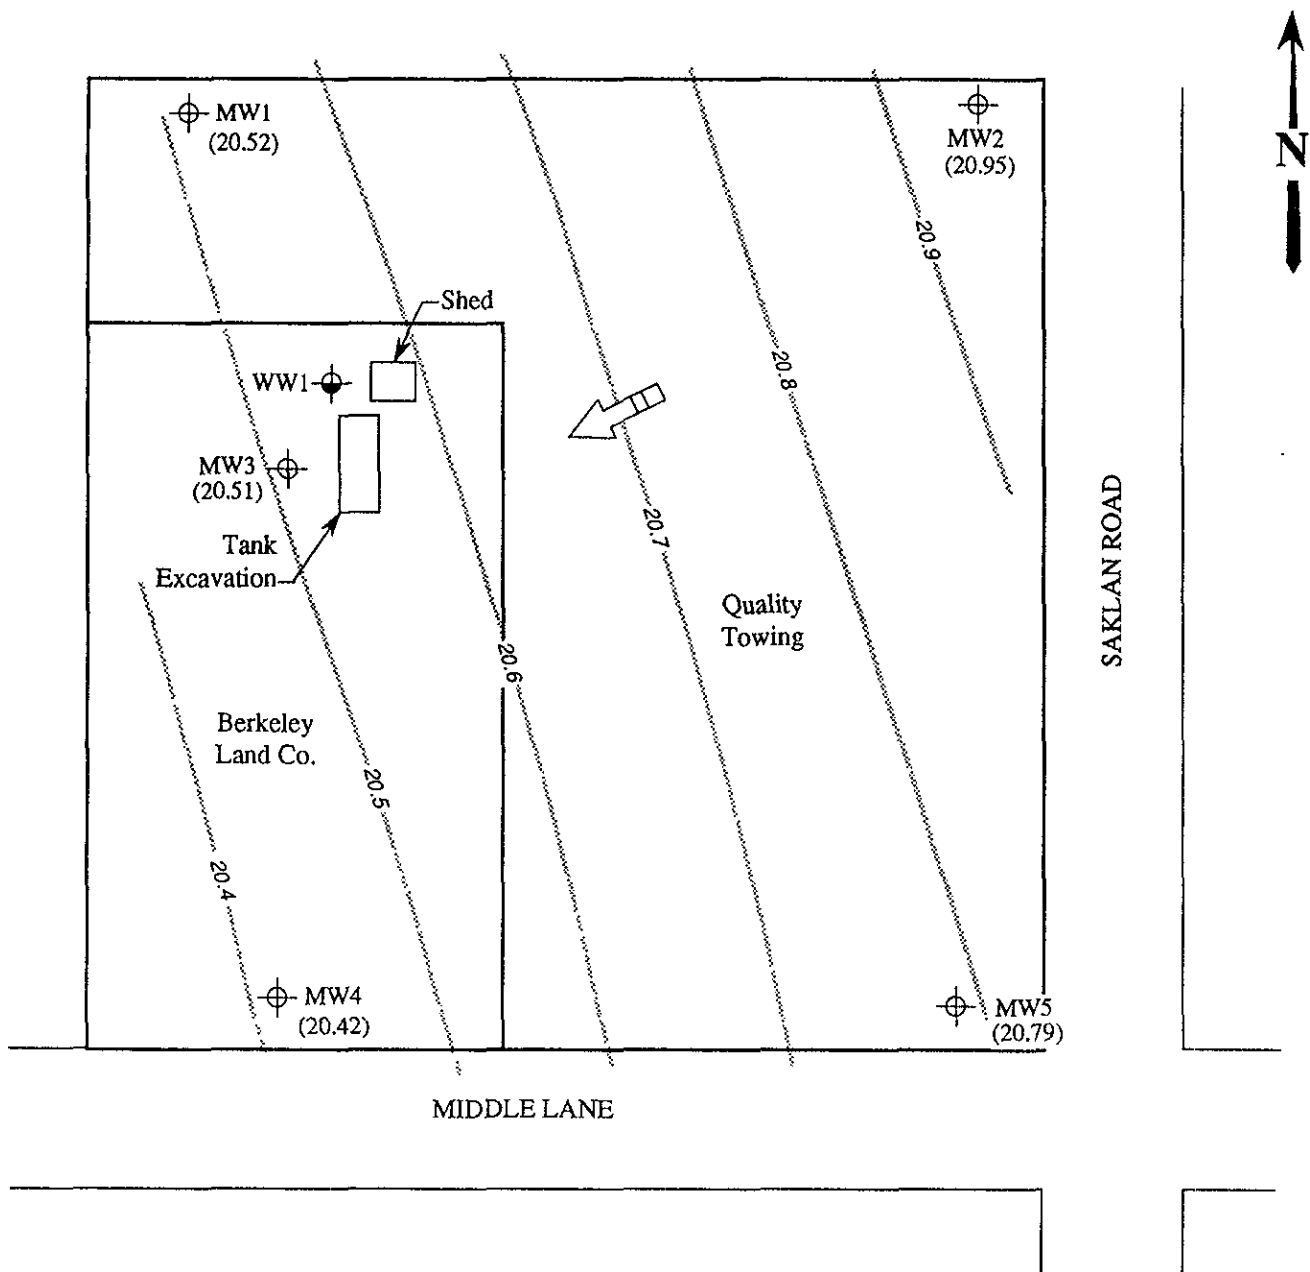 MW1
(20.52)
MW2
(20.95)
N
20.9
Shed
WW1
20.8
MW3
(20.51)
20.7
Tank
Excavation
SAKLAN ROAD
Quality
Towing
20.6
Berkeley
Land Co.
20.5
20.4
MW4
(20.42)
MW5
(20.79)
MIDDLE LANE